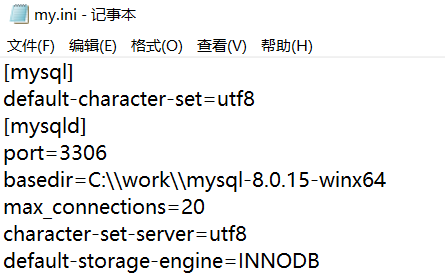 my.ini - 记事本
文件(F) 编辑(E) 格式(O) 查看(V) 帮助(H)
[mysql]
default-character-set=utf8
[mysqld]
port=3306
basedir=C:\\work\\mysql-8.0.15-winx64
max_connections=20
character-set-server=utf8
default-storage-engine=INNODB